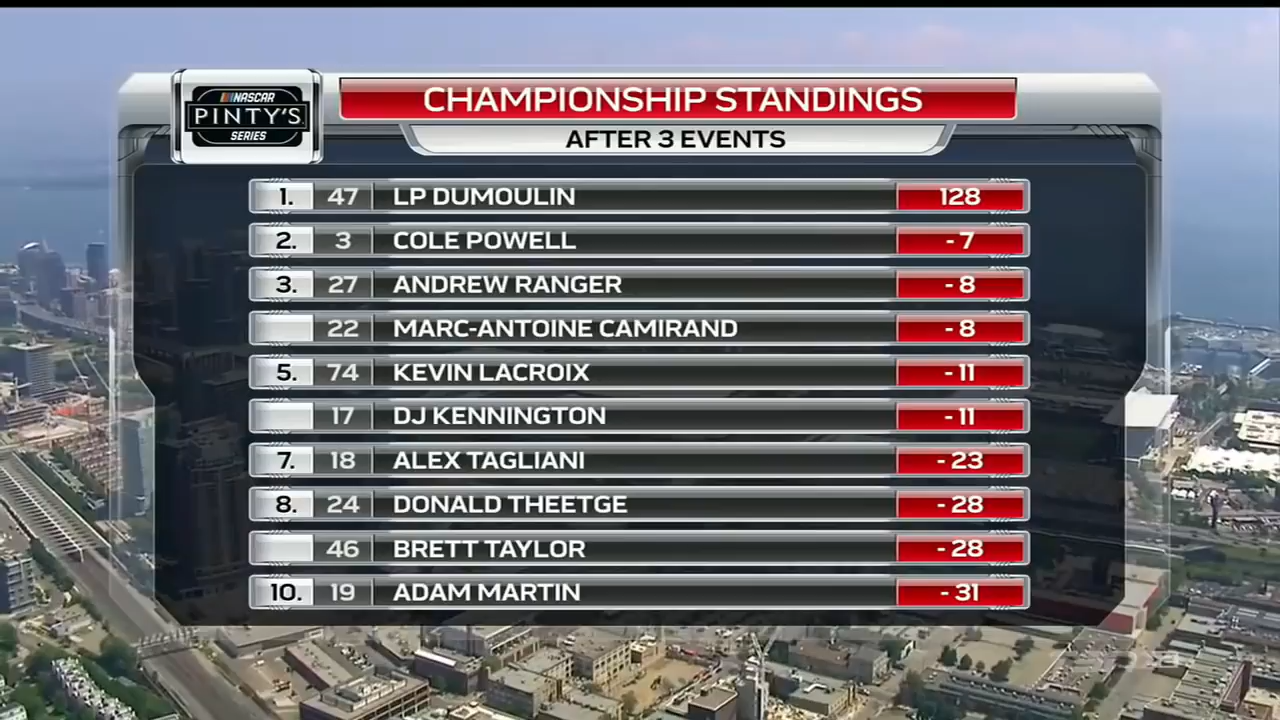 NASCAR
PINTY'S
SERIES
CHAMPIONSHIP STANDINGS
AFTER 3 EVENTS
1. 47 LP DUMOULIN 128
2. 3 COLE POWELL - 7
3. 27 ANDREW RANGER - 8
22 MARC-ANTOINE CAMIRAND - 8
5. 74 KEVIN LACROIX - 11
17 DJ KENNINGTON - 11
7. 18 ALEX TAGLIANI - 23
8. 24 DONALD THEETGE - 28
46 BRETT TAYLOR - 28
10. 19 ADAM MARTIN - 31